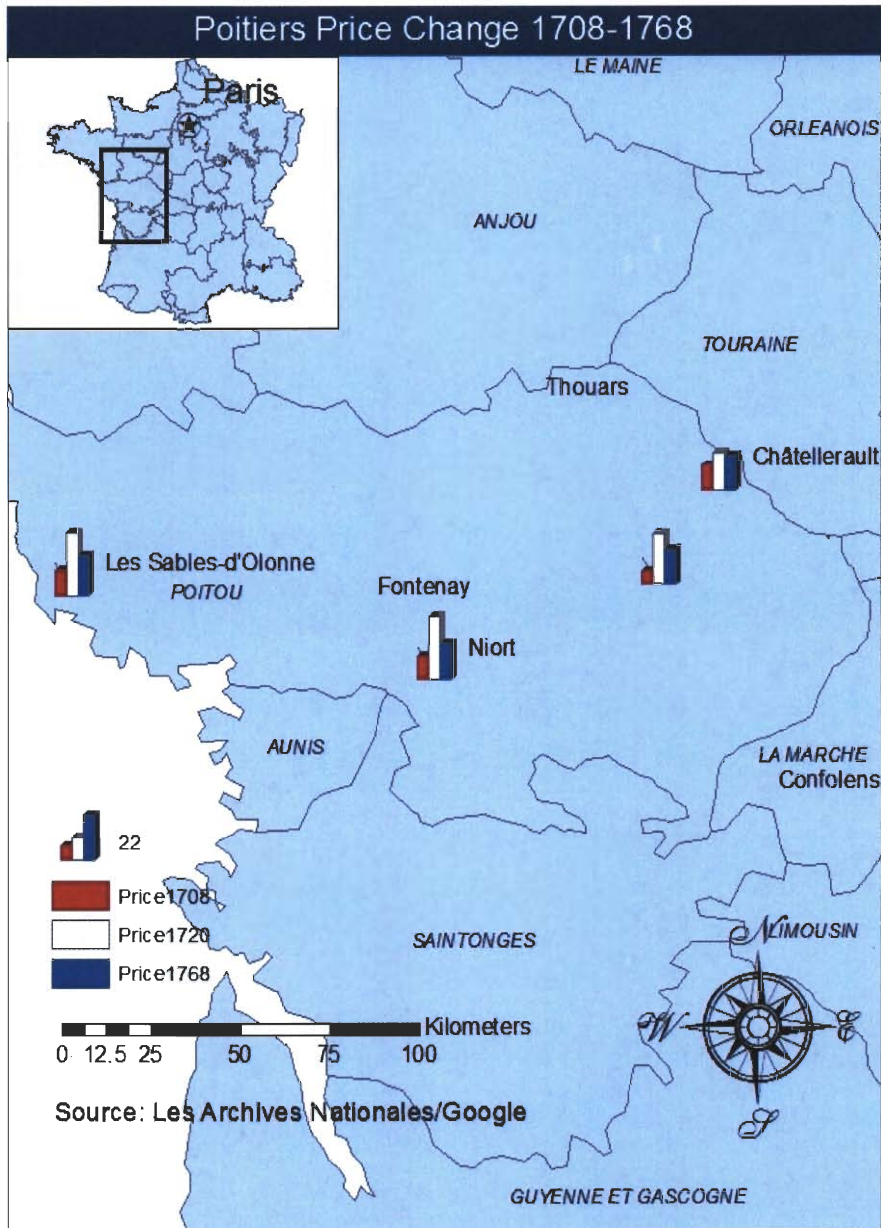 Poitiers Price Change 1708-1768
Paris
LE MAINE
ORLEANOIS
ANJOU
TOURAINE
Thouars
Châtellerault
Les Sables-d'Olonne
POITOU
Fontenay
Niort
AUNIS
LA MARCHE
Confolens
22
Price1708
Price1720
Price1768
SAINTONGES
N
LIMOUSIN
W
E
S
Kilometers
0 12.5 25 50 75 100
Source: Les Archives Nationales/Google
GUYENNE ET GASCOGNE